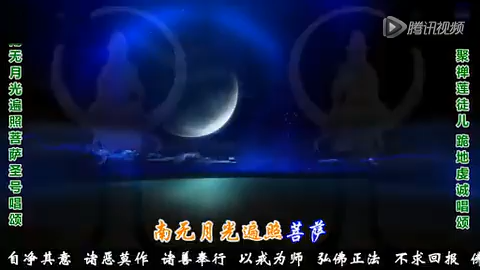 腾讯视频
无月光遍照菩萨圣号唱颂
聚禅莲徒儿 跪地虔诚唱颂
南无月光遍照菩萨
自净其意 诸恶莫作 诸善奉行 以戒为师 弘佛正法 不求回报